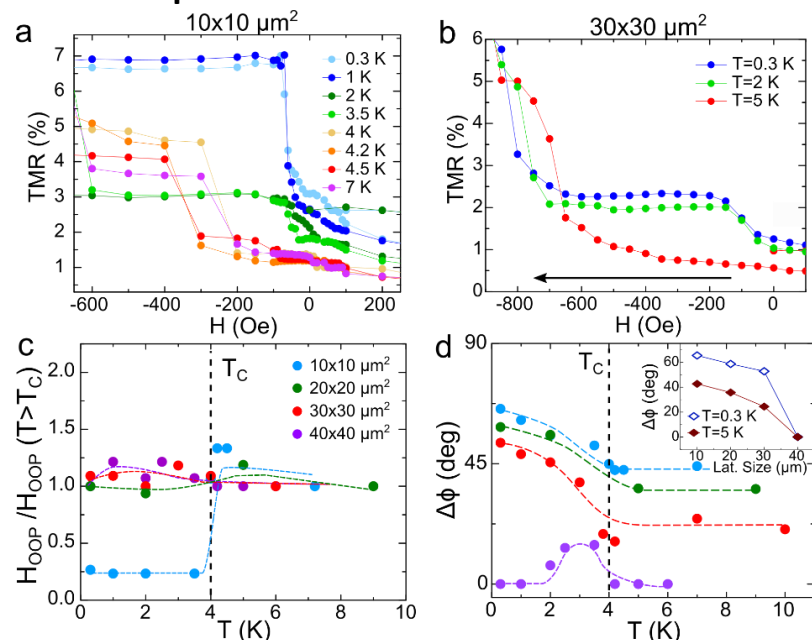 10x10 µm²
a
7
6
5
4
3
2
1
TMR (%)
0.3 K
1 K
2 K
3.5 K
4 K
4.2 K
4.5 K
7 K
-600 -400 -200 0 200
H (Oe)
30x30 µm²
b
6
5
4
3
2
1
0
TMR (%)
T=0.3 K
T=2 K
T=5 K
-800 -600 -400 -200 0
H (Oe)
c
2.0
1.5
1.0
0.5
0.0
H_OOP/H_OOP (T>T_C)
T_C
10x10 µm²
20x20 µm²
30x30 µm²
40x40 µm²
0 2 4 6 8 10
T (K)
d
90
45
0
Δϕ (deg)
T_C
60
40
20
0
Δϕ (deg)
T=0.3 K
T=5 K
10 20 30 40
Lat. Size (µm)
0 2 4 6 8 10
T (K)